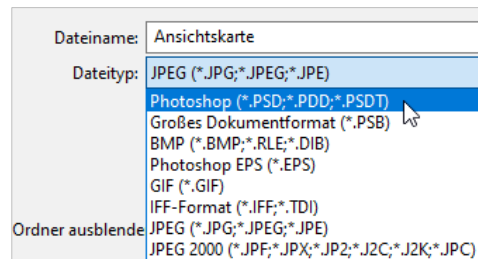 Dateiname: Ansichtskarte
Dateityp: JPEG (*.JPG;*.JPEG;*.JPE)
Photoshop (*.PSD;*.PDD;*.PSDT)
Großes Dokumentformat (*.PSB)
BMP (*.BMP;*.RLE;*.DIB)
Photoshop EPS (*.EPS)
GIF (*.GIF)
IFF-Format (*.IFF;*.TDI)
Ordner ausblende JPEG (*.JPG;*.JPEG;*.JPE)
JPEG 2000 (*.JPF;*.JPX;*.JP2;*.J2C;*.J2K;*.JPC)